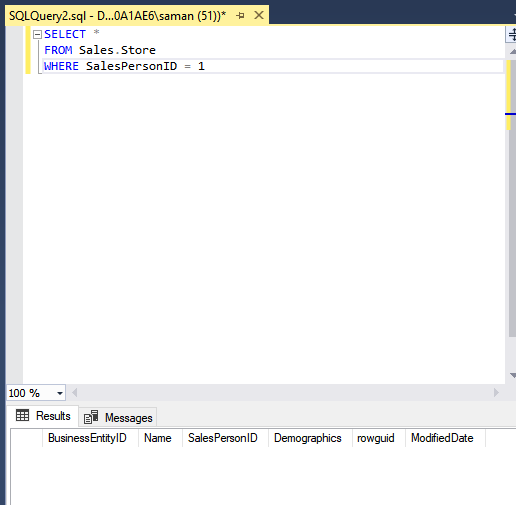 SQLQuery2.sql - D...0A1AE6\saman (51))*
SELECT *
FROM Sales.Store
WHERE SalesPersonID = 1
100 %
Results Messages
BusinessEntityID Name SalesPersonID Demographics rowguid ModifiedDate